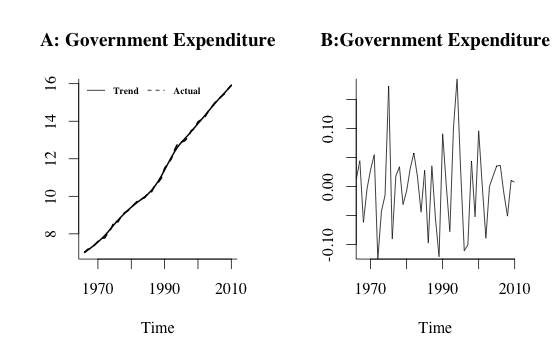 A: Government Expenditure
16
14
12
10
8
Trend
Actual
1970
1990
2010
Time
B:Government Expenditure
0.10
0.00
-0.10
1970
1990
2010
Time